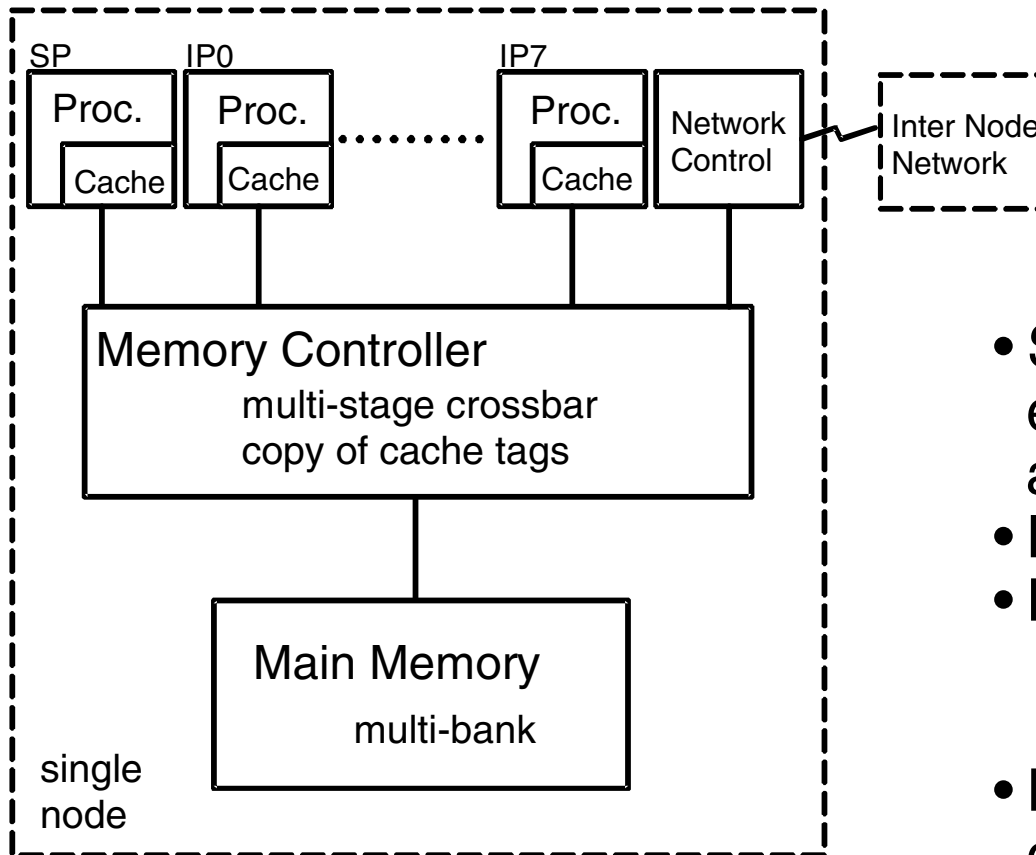 SP
IP0
IP7
Proc.
Cache
Proc.
Cache
Proc.
Cache
Network
Control
Inter Node
Network
Memory Controller
multi-stage crossbar
copy of cache tags
Main Memory
multi-bank
single
node